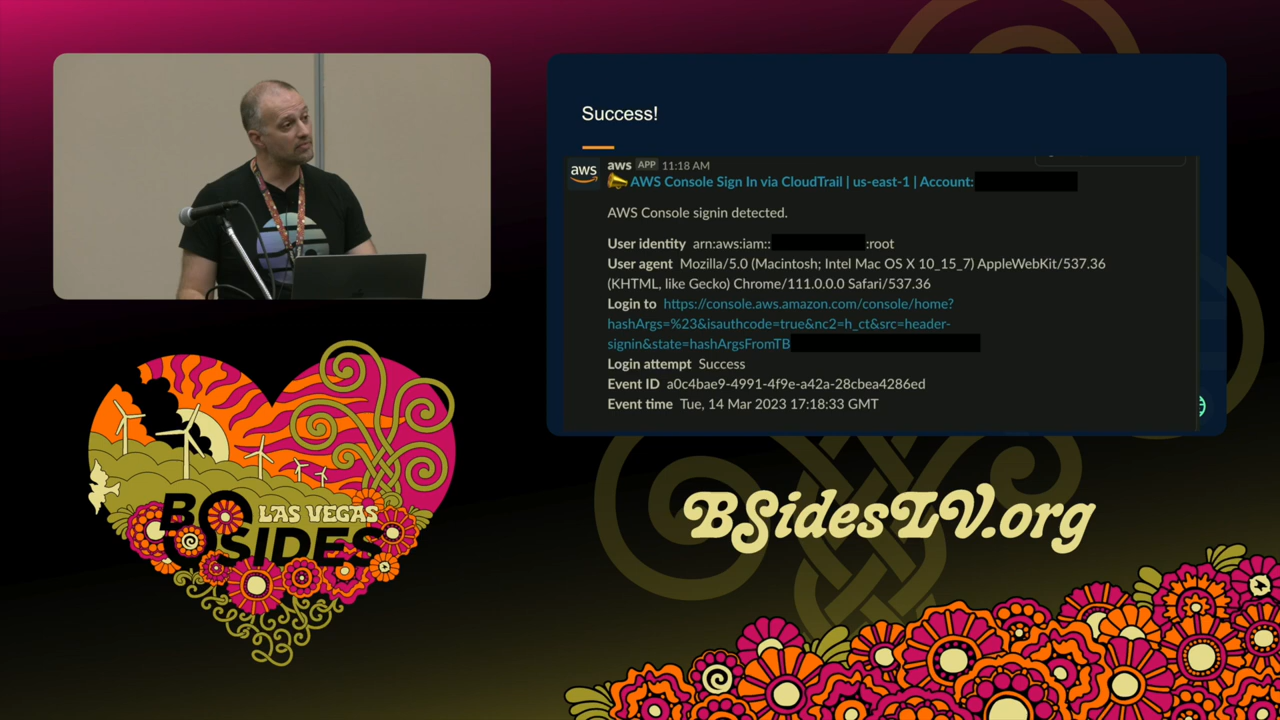 Success!
aws
aws APP 11:18 AM
AWS Console Sign In via CloudTrail | us-east-1 | Account:
AWS Console signin detected.
User identity arn:aws:iam:: :root
User agent Mozilla/5.0 (Macintosh; Intel Mac OS X 10_15_7) AppleWebKit/537.36
(KHTML, like Gecko) Chrome/111.0.0.0 Safari/537.36
Login to https://console.aws.amazon.com/console/home?
hashArgs=%23&isauthcode=true&nc2=h_ct&src=header-
signin&state=hashArgsFromTB
Login attempt Success
Event ID a0c4bae9-4991-4f9e-a42a-28cbea4286ed
Event time Tue, 14 Mar 2023 17:18:33 GMT
LAS VEGAS
BSIDES
23
BSidesLV.org